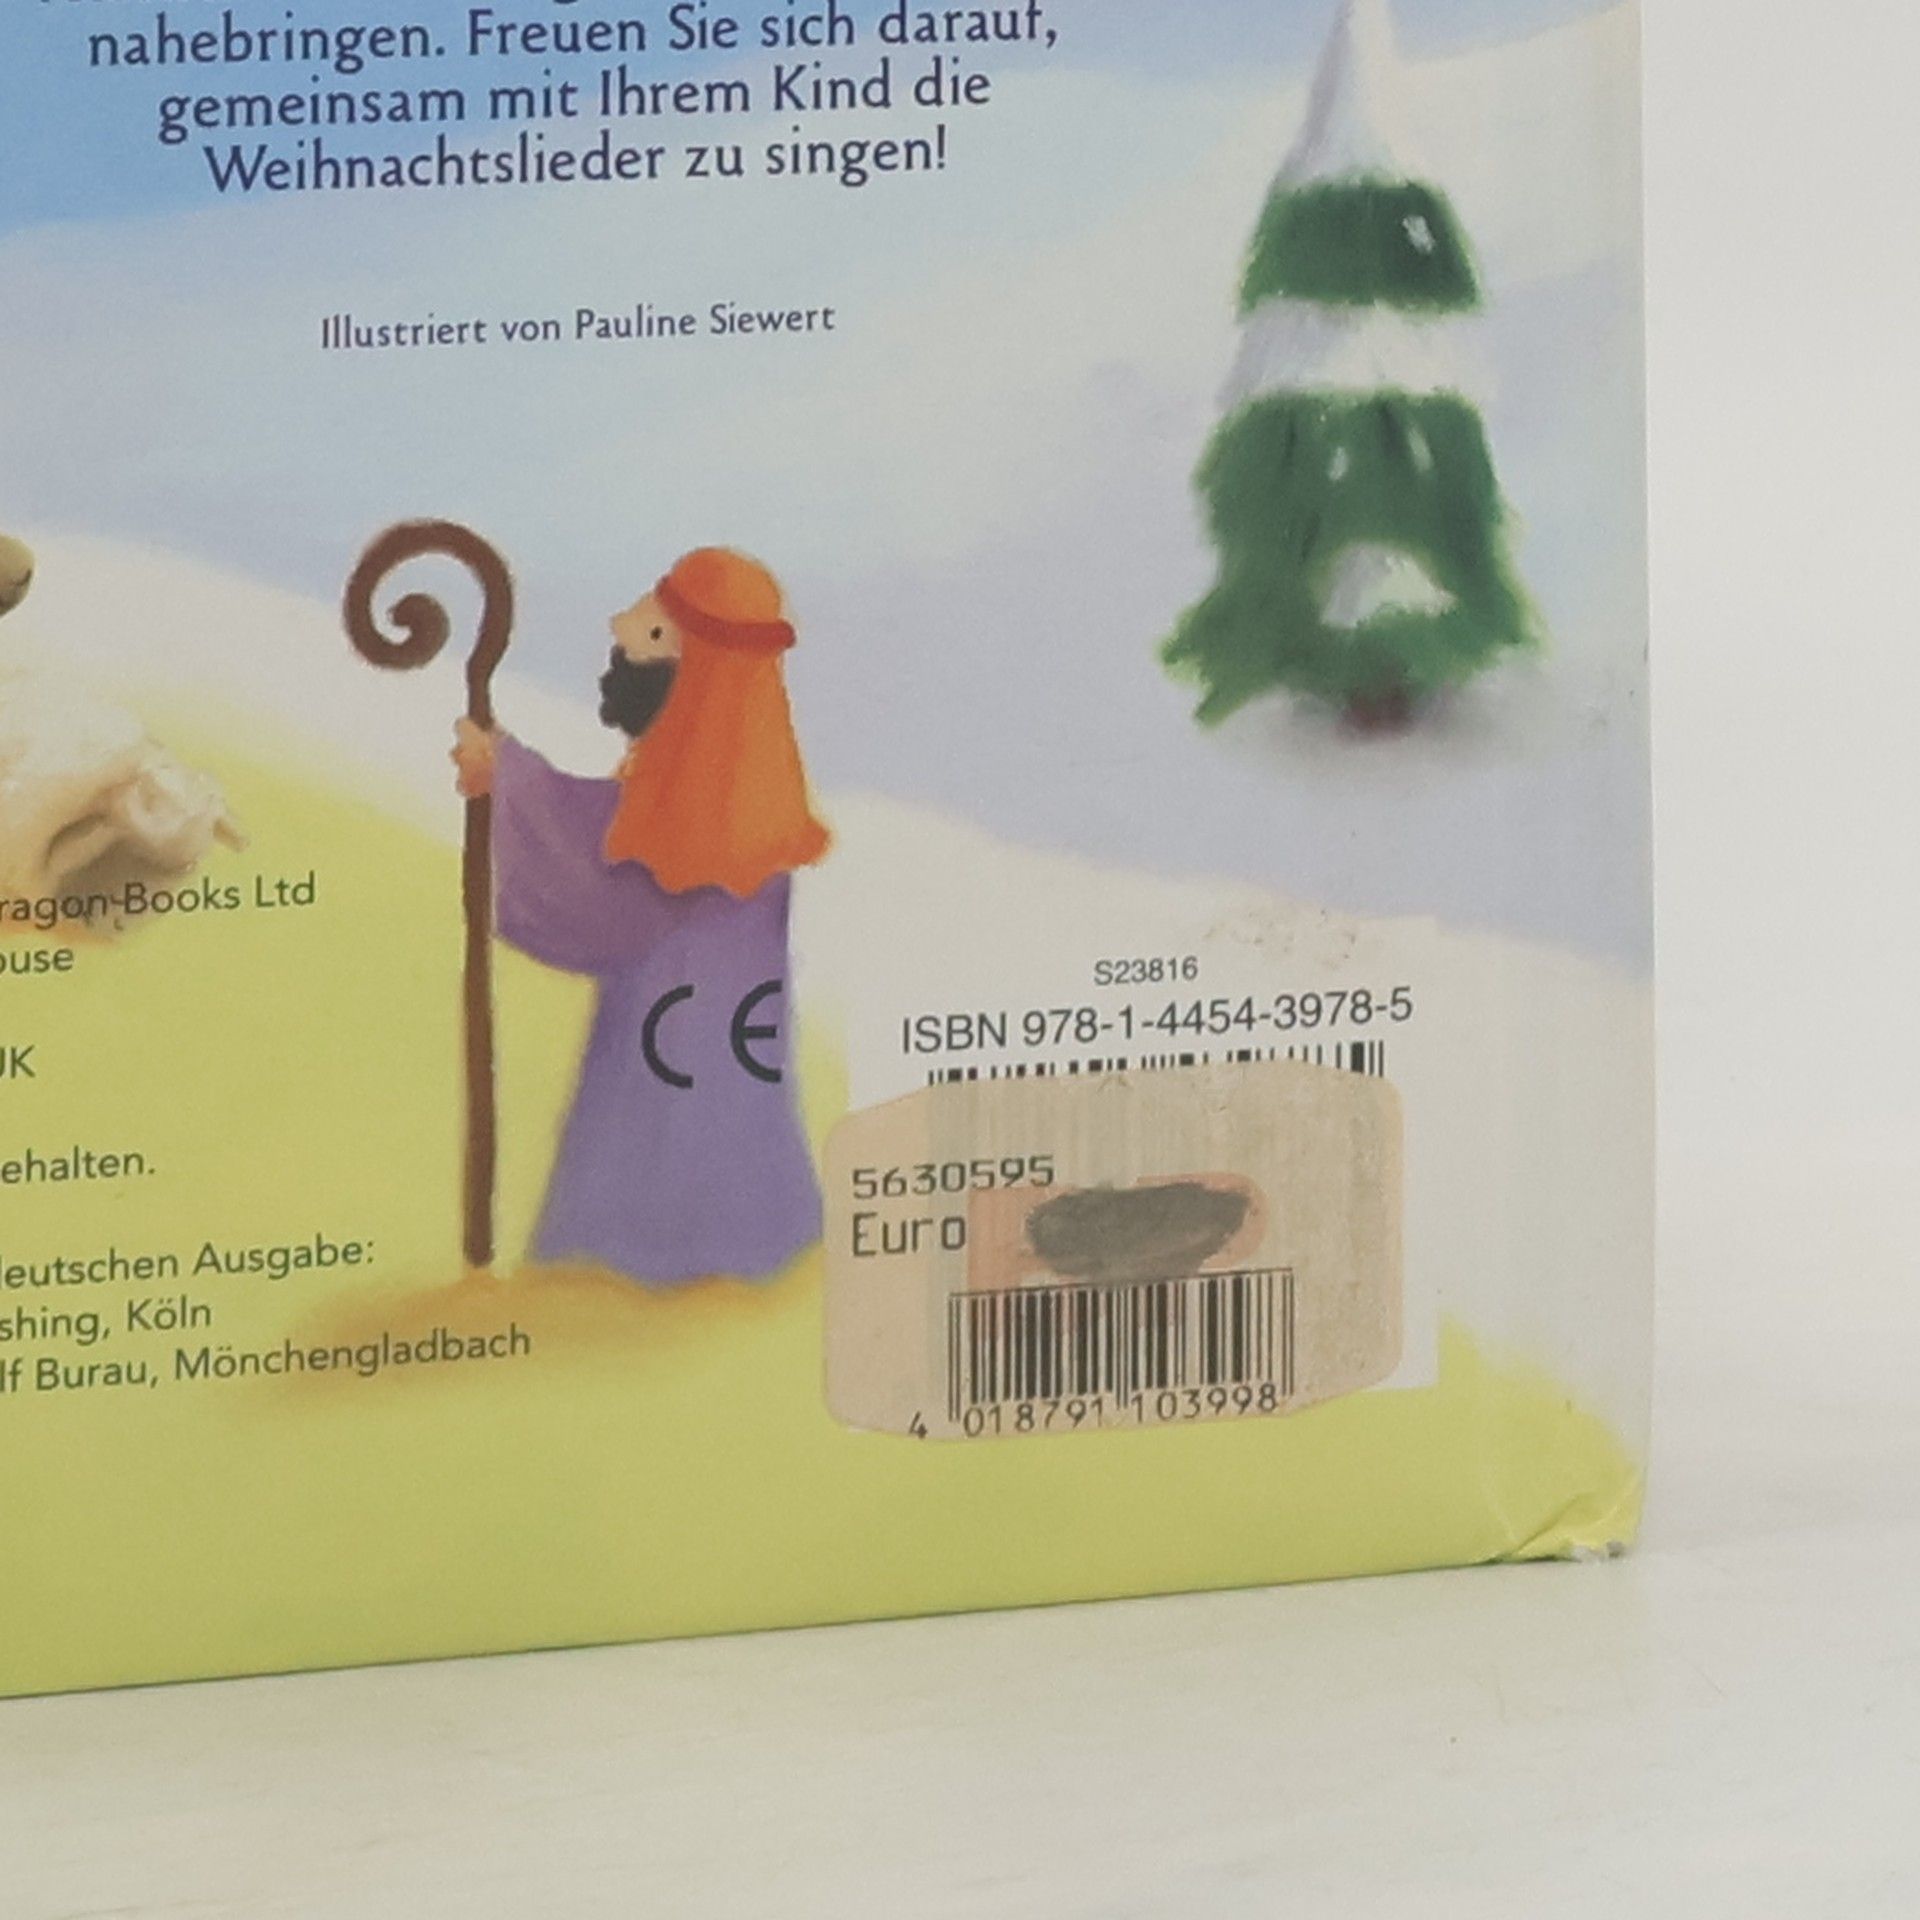 nahebringen. Freuen Sie sich darauf,
gemeinsam mit Ihrem Kind die
Weihnachtslieder zu singen!
Illustriert von Pauline Siewert
ragon Books Ltd
ouse
UK
ehalten.
deutschen Ausgabe:
shing, Köln
lf Burau, Mönchengladbach
CE
S23816
ISBN 978-1-4454-3978-5
5630595
Euro
4 018791 103998